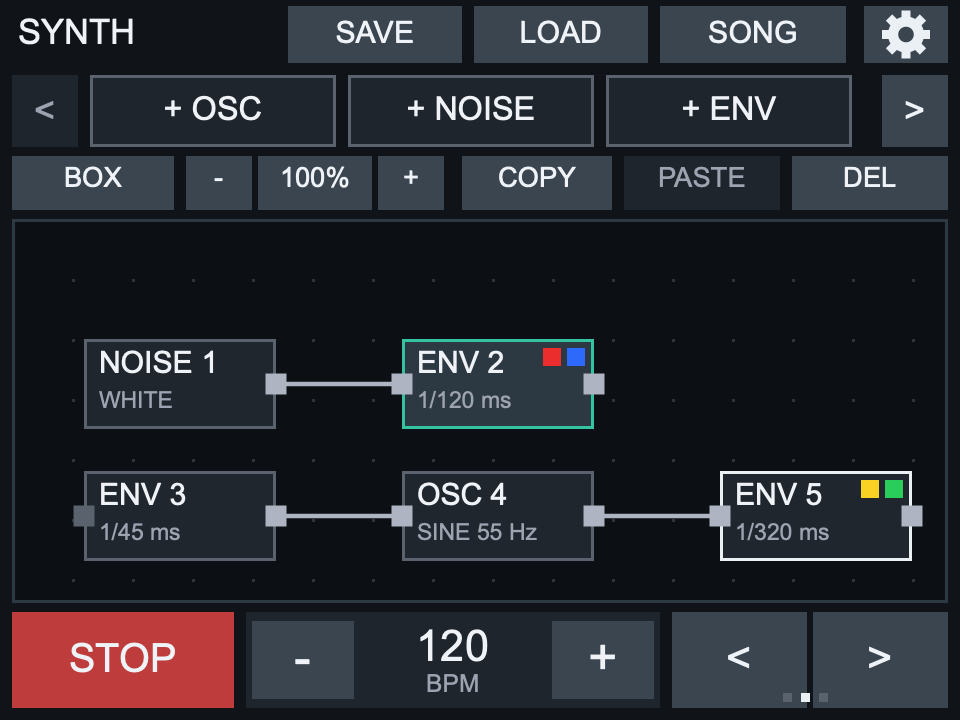 SYNTH SAVE LOAD SONG
< + OSC + NOISE + ENV >
BOX - 100% + COPY PASTE DEL
NOISE 1 ENV 2
WHITE 1/120 ms
ENV 3 OSC 4 ENV 5
1/45 ms SINE 55 Hz 1/320 ms
STOP - 120 + < >
BPM